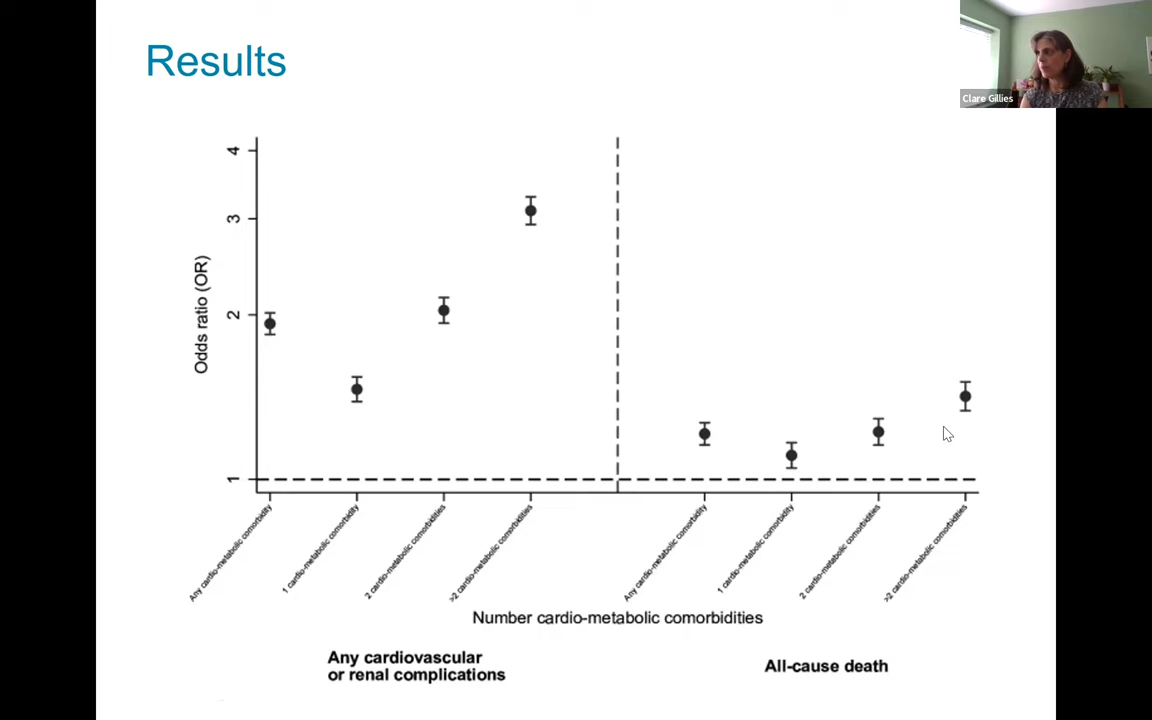 Results
Clare Gillies
4
3
2
1
Odds ratio (OR)
Any cardio-metabolic comorbidity
1 cardio-metabolic comorbidity
2 cardio-metabolic comorbidities
>2 cardio-metabolic comorbidities
Any cardio-metabolic comorbidity
1 cardio-metabolic comorbidity
2 cardio-metabolic comorbidities
>2 cardio-metabolic comorbidities
Number cardio-metabolic comorbidities
Any cardiovascular
or renal complications
All-cause death